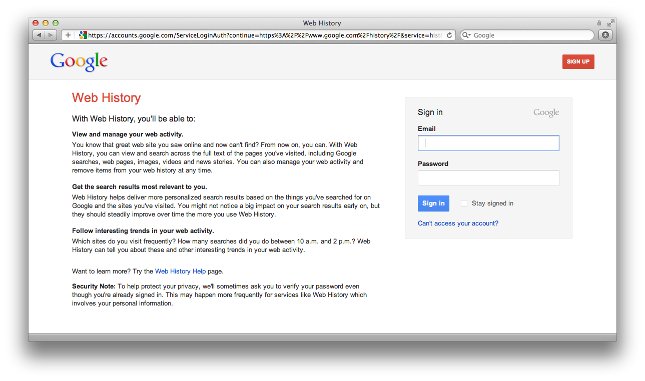 Web History
https://accounts.google.com/ServiceLoginAuth?continue=https%3A%2F%2Fwww.google.com%2Fhistory%2F&service=hist
Google
Google
SIGN UP
Web History
With Web History, you'll be able to:
View and manage your web activity.
You know that great web site you saw online and now can't find? From now on, you can. With Web
History, you can view and search across the full text of the pages you've visited, including Google
searches, web pages, images, videos and news stories. You can also manage your web activity and
remove items from your web history at any time.
Get the search results most relevant to you.
Web History helps deliver more personalized search results based on the things you've searched for on
Google and the sites you've visited. You might not notice a big impact on your search results early on, but
they should steadily improve over time the more you use Web History.
Follow interesting trends in your web activity.
Which sites do you visit frequently? How many searches did you do between 10 a.m. and 2 p.m.? Web
History can tell you about these and other interesting trends in your web activity.
Want to learn more? Try the Web History Help page.
Security Note: To help protect your privacy, we'll sometimes ask you to verify your password even
though you're already signed in. This may happen more frequently for services like Web History which
involves your personal information.
Sign in Google
Email
Password
Sign in Stay signed in
Can't access your account?